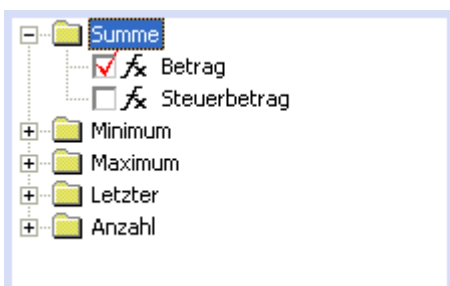 Summe
Betrag
Steuerbetrag
Minimum
Maximum
Letzter
Anzahl